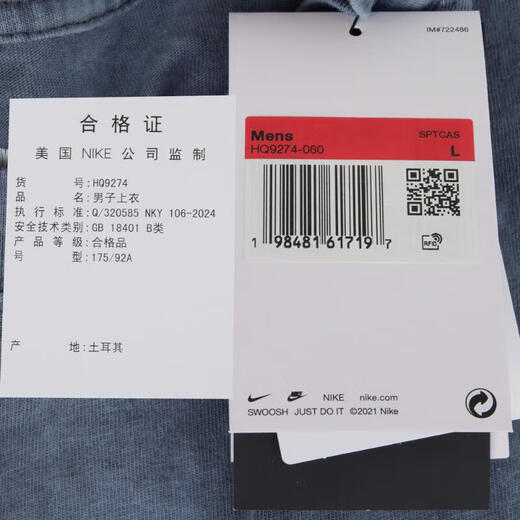 合格证
美国 NIKE 公司监制
货 号:HQ9274
品 名:男子上衣
执行标准:Q/320585 NKY 106-2024
安全技术类别:GB 18401 B类
产品等级:合格品
号 型:175/92A
产 地:土耳其
L
IM#722486
Mens SPTCAS
HQ9274-060 L
1 98481 61719 7
RFID
NIKE nike.com
SWOOSH JUST DO IT ©2021 Nike